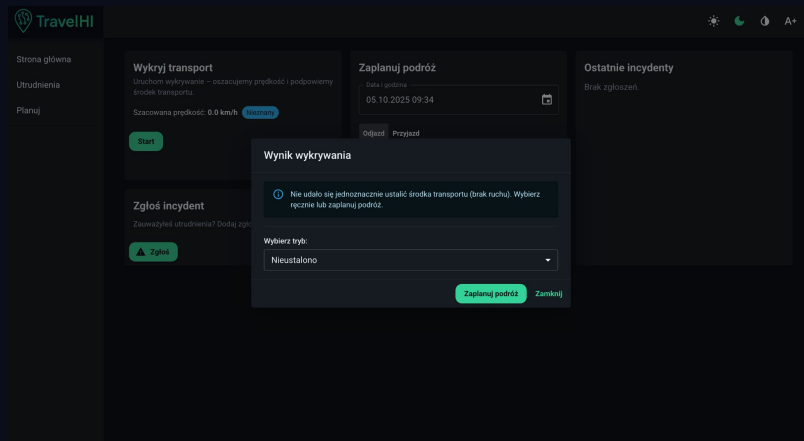 TravelHI
A+
Strona główna
Utrudnienia
Planuj
Wykryj transport
Uruchom wykrywanie – oszacujemy prędkość i podpowiemy
środek transportu.
Szacowana prędkość: 0.0 km/h Nieznany
Start
Zaplanuj podróż
Data i godzina
05.10.2025 09:34
Odjazd Przyjazd
Ostatnie incydenty
Brak zgłoszeń.
Zgłoś incydent
Zauważyłeś utrudnienia? Dodaj
Zgłoś
Wynik wykrywania
Nie udało się jednoznacznie ustalić środka transportu (brak ruchu). Wybierz
ręcznie lub zaplanuj podróż.
Wybierz tryb:
Nieustalono
Zaplanuj podróż Zamknij